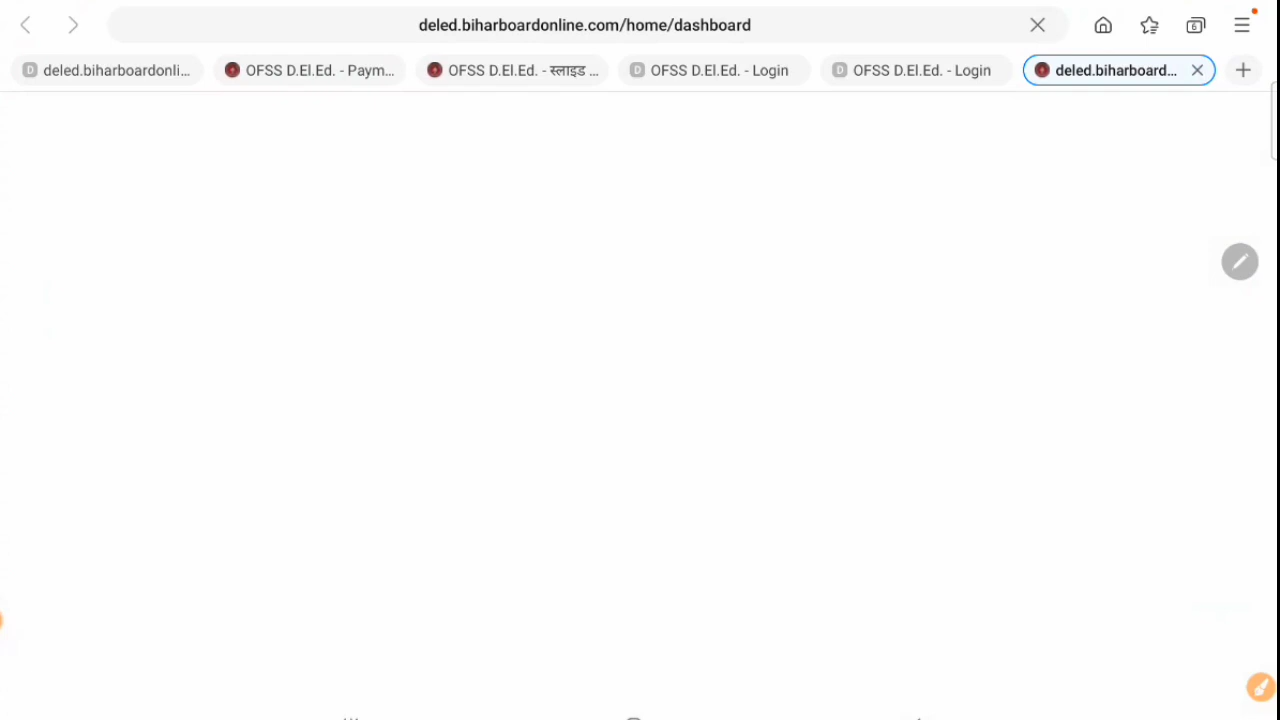 deled.biharboardonline.com/home/dashboard
6
D deled.biharboardonli...
OFSS D.El.Ed. - Paym...
OFSS D.El.Ed. - स्लाइड ...
D OFSS D.El.Ed. - Login
D OFSS D.El.Ed. - Login
deled.biharboard...